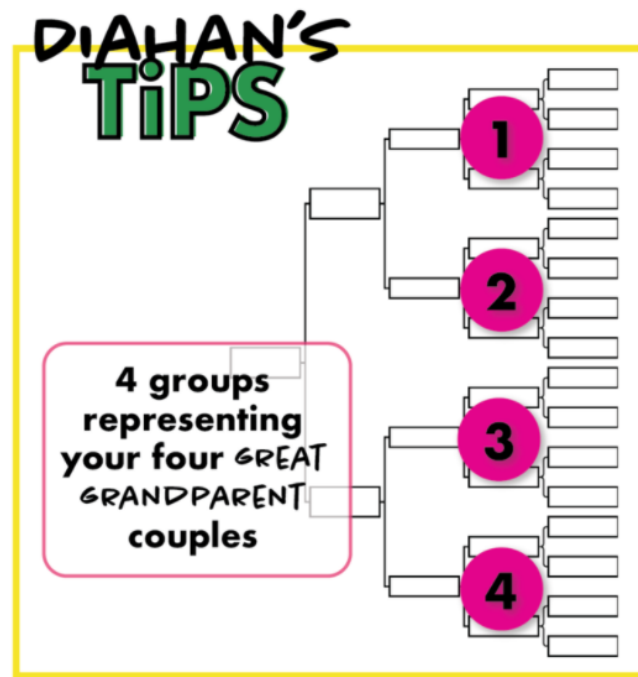 DIAHAN'S
TiPS
1
2
3
4
4 groups
representing
your four GREAT
GRANDPARENT
couples